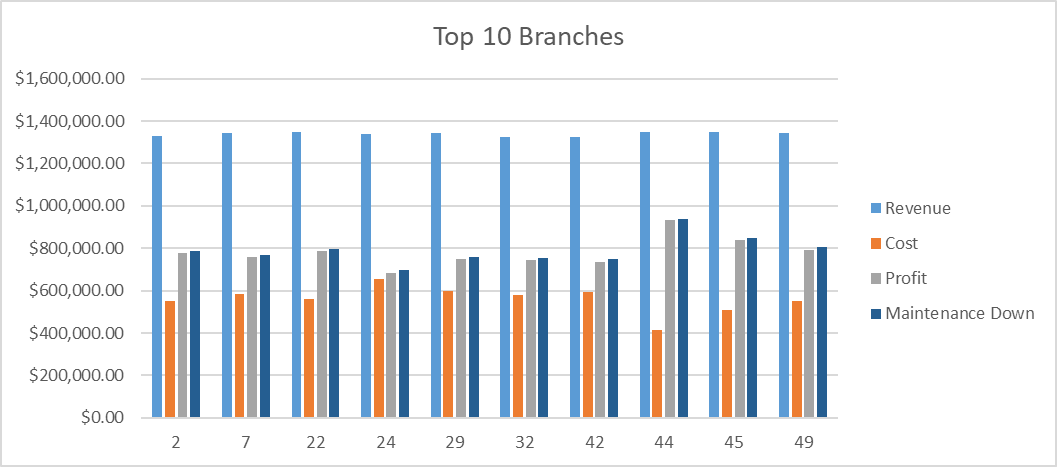 Top 10 Branches
$1,600,000.00
$1,400,000.00
$1,200,000.00
$1,000,000.00
$800,000.00
$600,000.00
$400,000.00
$200,000.00
$0.00
2 7 22 24 29 32 42 44 45 49
Revenue
Cost
Profit
Maintenance Down